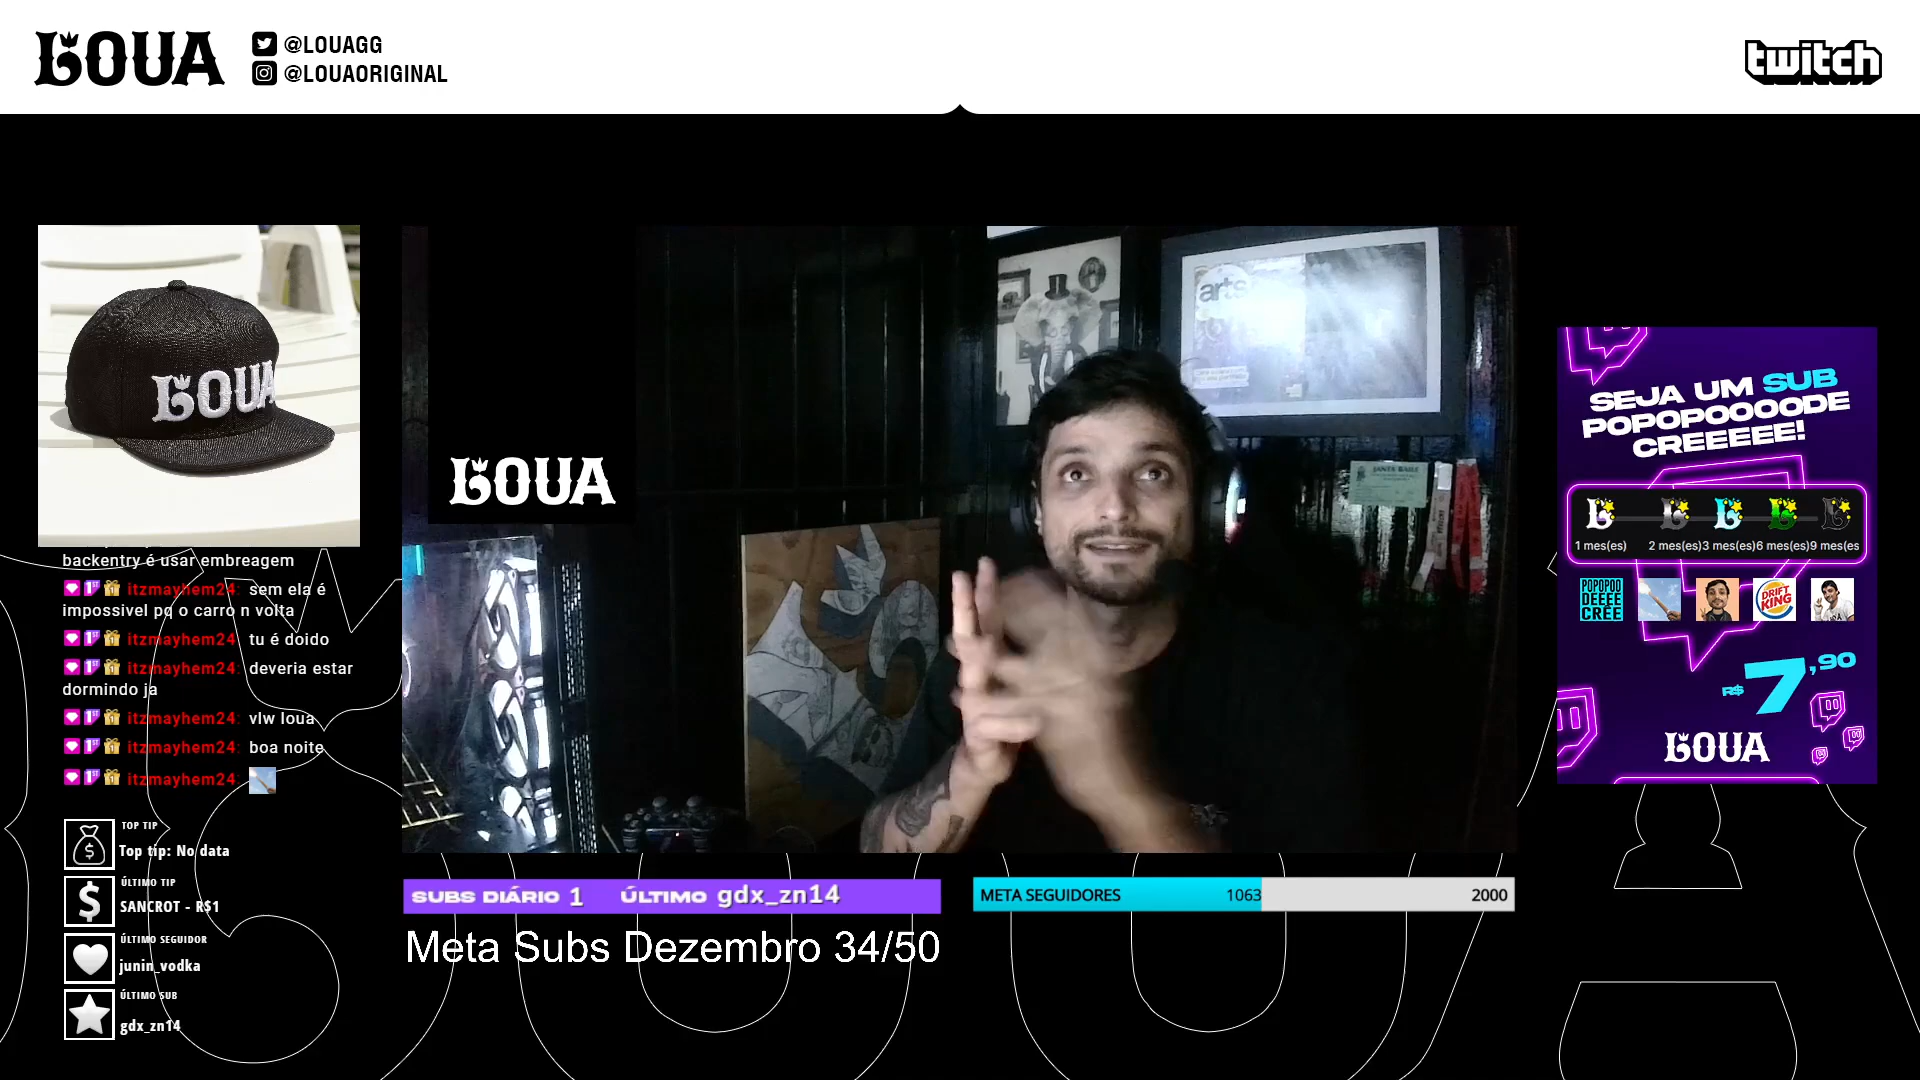 LOUA
@LOUAGG
@LOUAORIGINAL
twitch
LOUA
backentry é usar embreagem
itzmayhem24: sem ela é
impossivel pq o carro n volta
itzmayhem24: tu é doido
itzmayhem24: deveria estar
dormindo ja
itzmayhem24: vlw loua
itzmayhem24: boa noite
itzmayhem24:
TOP TIP
Top tip: No data
ÚLTIMO TIP
SANCROT - R$1
ÚLTIMO SEGUIDOR
junin_vodka
ÚLTIMO SUB
gdx_zn14
LOUA
arts
SANTA BAILE
SUBS DIÁRIO 1 ÚLTIMO gdx_zn14
META SEGUIDORES 1063 2000
Meta Subs Dezembro 34/50
SEJA UM SUB
POPOPOOOODE
CREEEEE!
1 mes(es) 2 mes(es) 3 mes(es) 6 mes(es) 9 mes(es)
POPOPOO
DEEEE
CREE
DRIFT
KING
R$ 7,90
LOUA